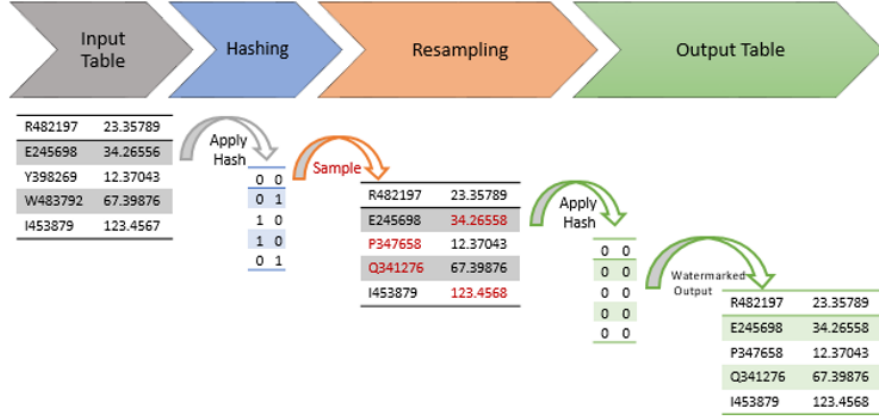 Input
Table
Hashing
Resampling
Output Table
R482197 23.35789
E245698 34.26556
Y398269 12.37043
W483792 67.39876
I453879 123.4567
Apply
Hash
0 0
0 1
1 0
1 0
0 1
Sample
R482197 23.35789
E245698 34.26558
P347658 12.37043
Q341276 67.39876
I453879 123.4568
Apply
Hash
0 0
0 0
0 0
0 0
0 0
Watermarked
Output
R482197 23.35789
E245698 34.26558
P347658 12.37043
Q341276 67.39876
I453879 123.4568